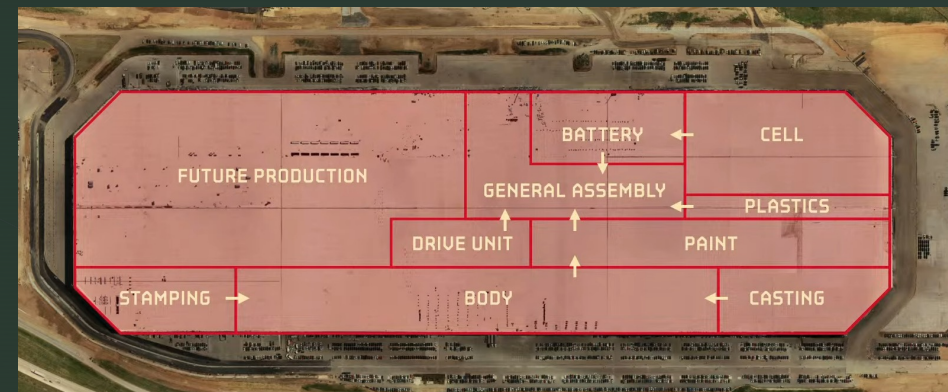 BATTERY
CELL
FUTURE PRODUCTION
GENERAL ASSEMBLY
PLASTICS
DRIVE UNIT
PAINT
STAMPING
BODY
CASTING